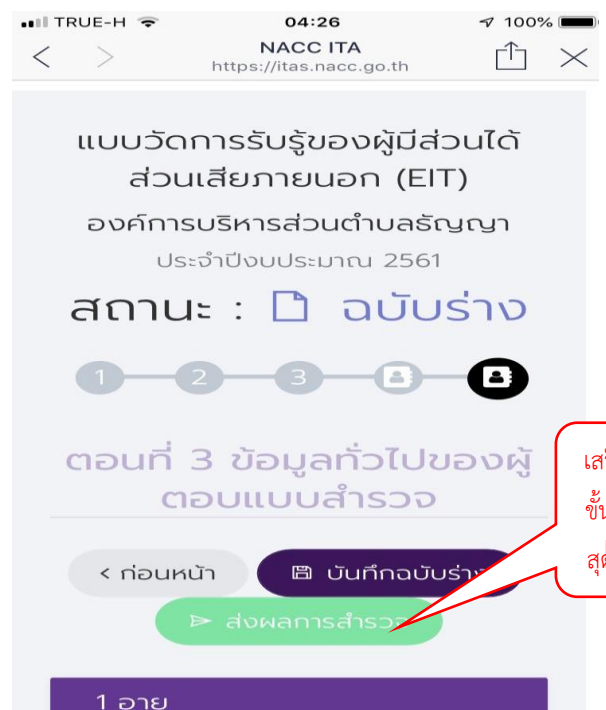 TRUE-H 04:26 100%
NACC ITA
https://itas.nacc.go.th
แบบวัดการรับรู้ของผู้มีส่วนได้
ส่วนเสียภายนอก (EIT)
องค์การบริหารส่วนตำบลธัญญา
ประจำปีงบประมาณ 2561
สถานะ : ฉบับร่าง
1 2 3
ตอนที่ 3 ข้อมูลทั่วไปของผู้
ตอบแบบสำรวจ
< ก่อนหน้า บันทึกฉบับร่าง
ส่งผลการสำรวจ
1 อายุ